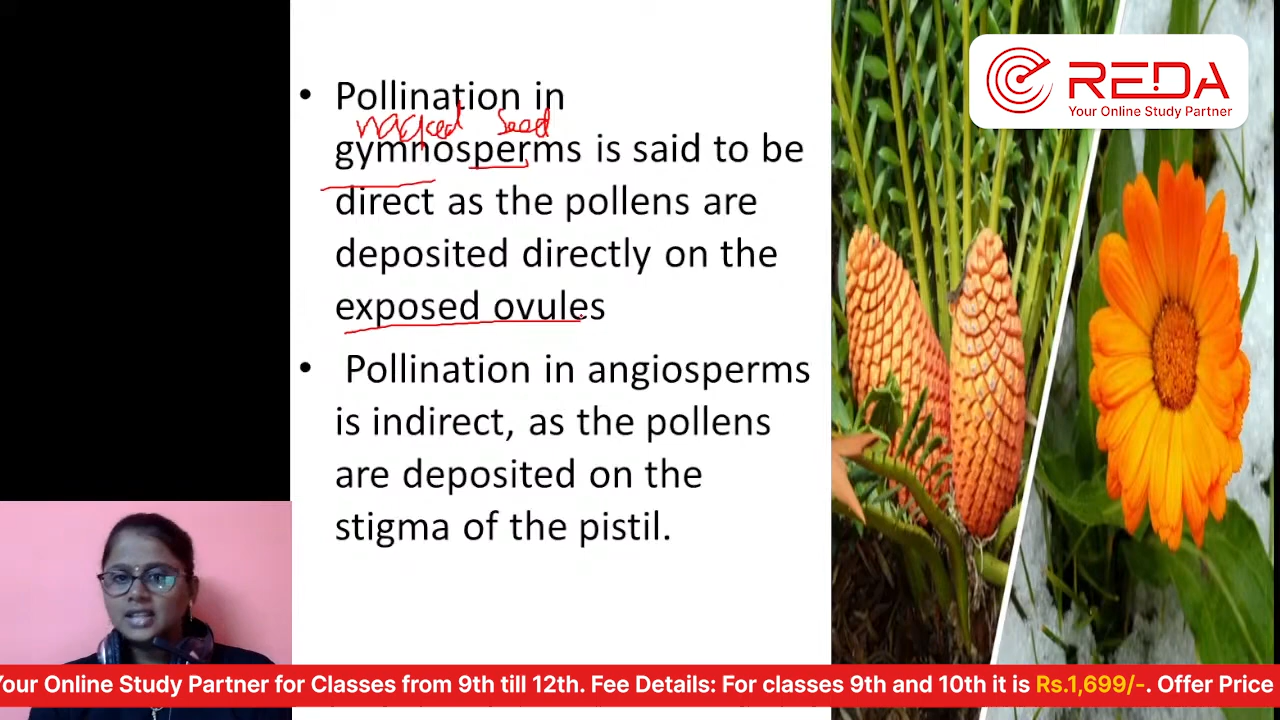 • Pollination in
nacked seed
gymnosperms is said to be
direct as the pollens are
deposited directly on the
exposed ovules
• Pollination in angiosperms
is indirect, as the pollens
are deposited on the
stigma of the pistil.
REDA
Your Online Study Partner
Your Online Study Partner for Classes from 9th till 12th. Fee Details: For classes 9th and 10th it is Rs.1,699/-. Offer Price